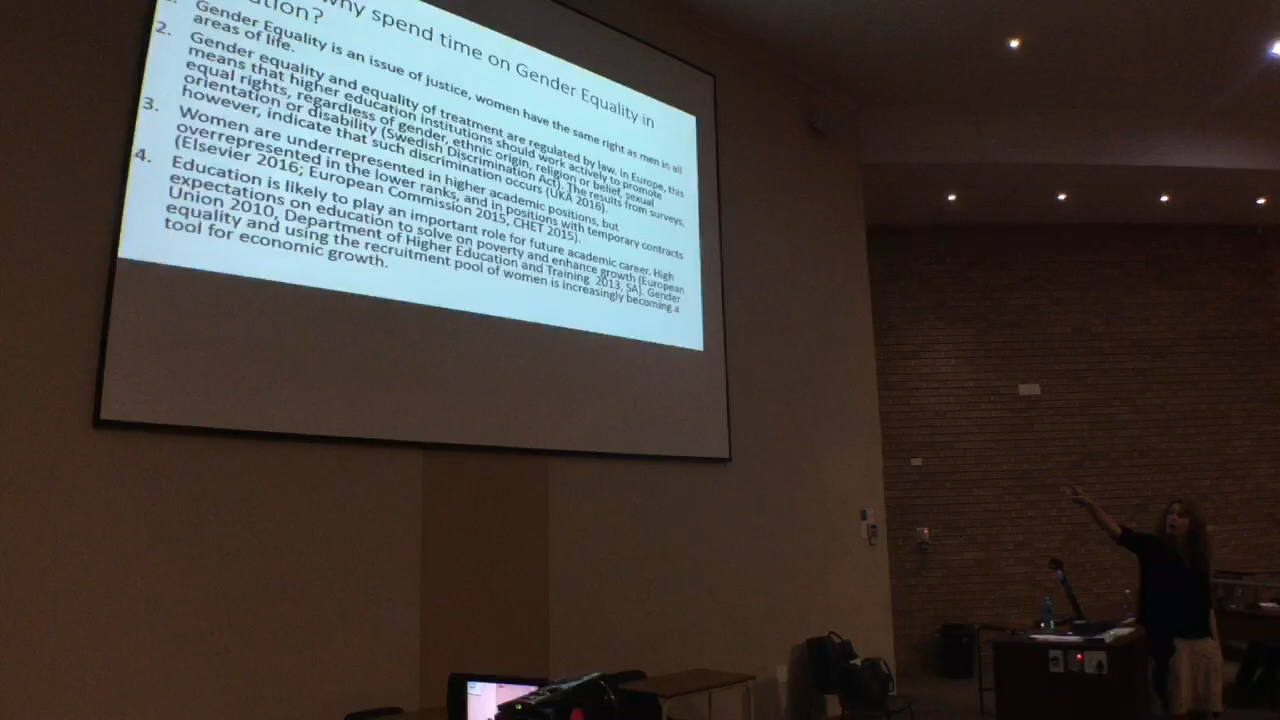 why spend time on Gender Equality in
ation?
1. Gender Equality is an issue of justice, women have the same right as men in all
areas of life.
2. Gender equality and equality of treatment are regulated by law. In Europe, this
means that higher education institutions should work actively to promote
equal rights, regardless of gender, ethnic origin, religion or belief, sexual
orientation or disability (Swedish Discrimination Act). The results from surveys,
however, indicate that such discrimination occurs (UKÄ 2016).
3. Women are underrepresented in higher academic positions, but
overrepresented in the lower ranks, and in positions with temporary contracts
(Elsevier 2016; European Commission 2015, CHET 2015).
4. Education is likely to play an important role for future academic career. High
expectations on education to solve on poverty and enhance growth (European
Union 2010, Department of Higher Education and Training 2013, SA). Gender
equality and using the recruitment pool of women is increasingly becoming a
tool for economic growth.